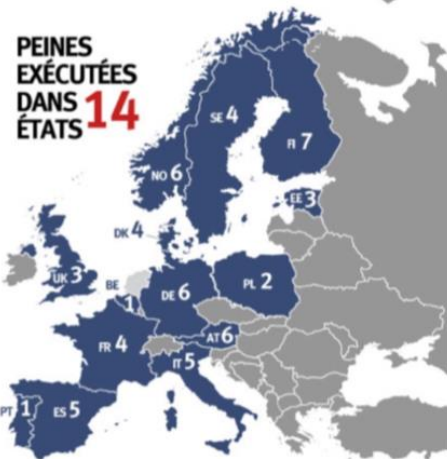 PEINES
EXÉCUTÉES
DANS 14
ÉTATS
SE 4
FI 7
NO 6
EE 3
DK 4
UK 3
BE 1
DE 6
PL 2
FR 4
AT 6
IT 5
PT 1
ES 5